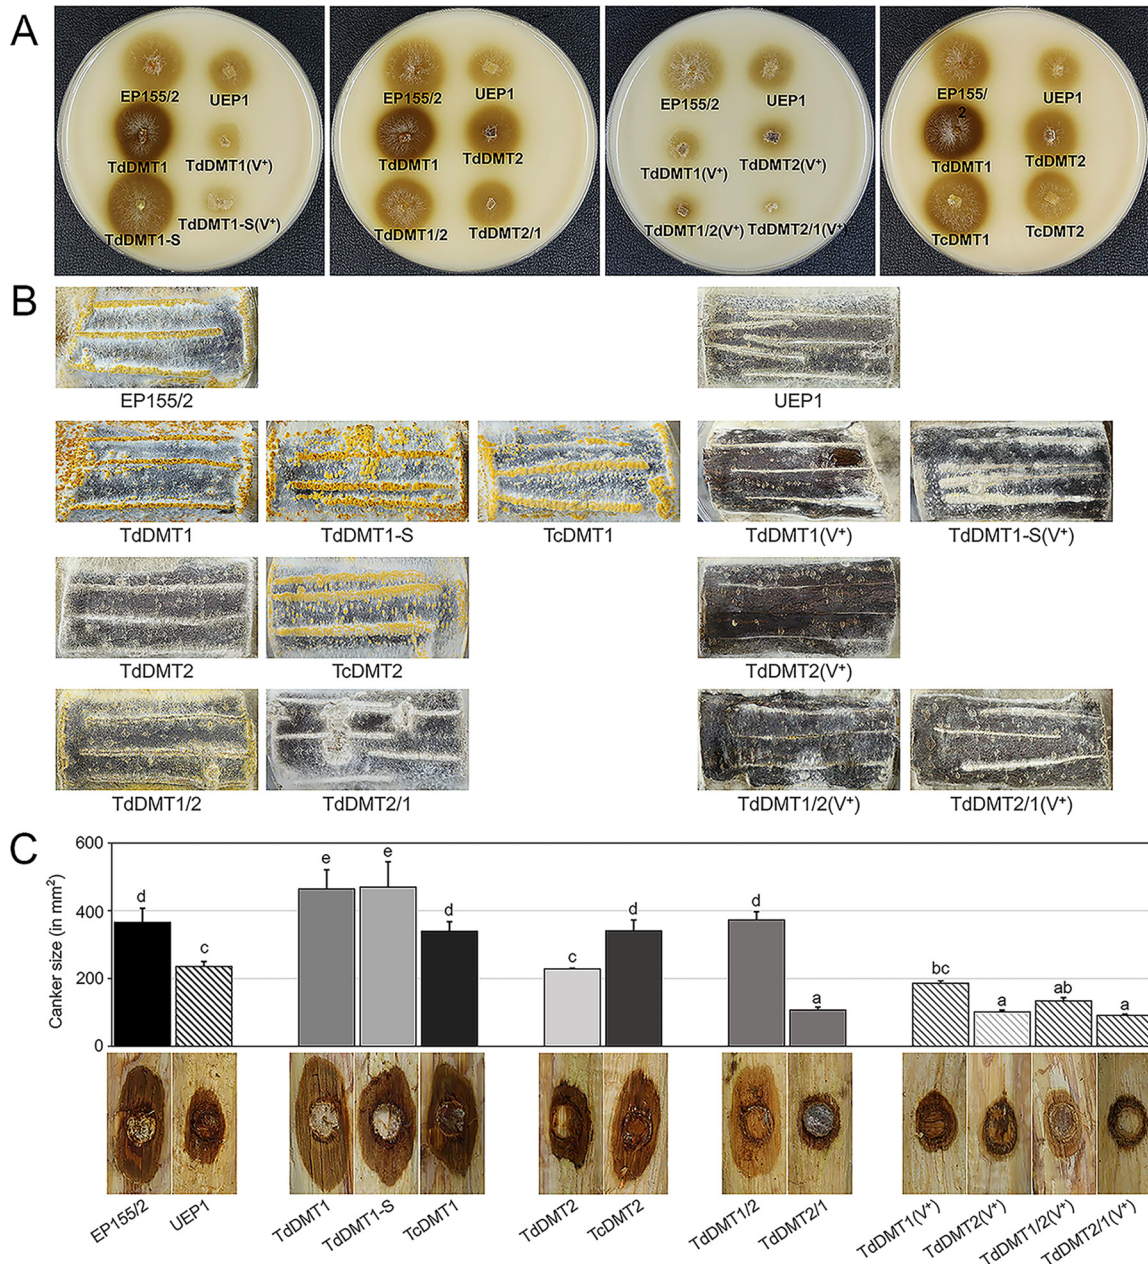 A
EP155/2
UEP1
TdDMT1
TdDMT1(V⁺)
TdDMT1-S
TdDMT1-S(V⁺)
EP155/2
UEP1
TdDMT1
TdDMT2
TdDMT1/2
TdDMT2/1
EP155/2
UEP1
TdDMT1(V⁺)
TdDMT2(V⁺)
TdDMT1/2(V⁺)
TdDMT2/1(V⁺)
EP155/
2
UEP1
TdDMT1
TdDMT2
TcDMT1
TcDMT2
B
EP155/2
UEP1
TdDMT1
TdDMT1-S
TcDMT1
TdDMT1(V⁺)
TdDMT1-S(V⁺)
TdDMT2
TcDMT2
TdDMT2(V⁺)
TdDMT1/2
TdDMT2/1
TdDMT1/2(V⁺)
TdDMT2/1(V⁺)
C
Canker size (in mm²)
600
400
200
0
d
c
e
e
d
c
d
d
a
bc
a
ab
a
EP155/2
UEP1
TdDMT1
TdDMT1-S
TcDMT1
TdDMT2
TcDMT2
TdDMT1/2
TdDMT2/1
TdDMT1(V⁺)
TdDMT2(V⁺)
TdDMT1/2(V⁺)
TdDMT2/1(V⁺)